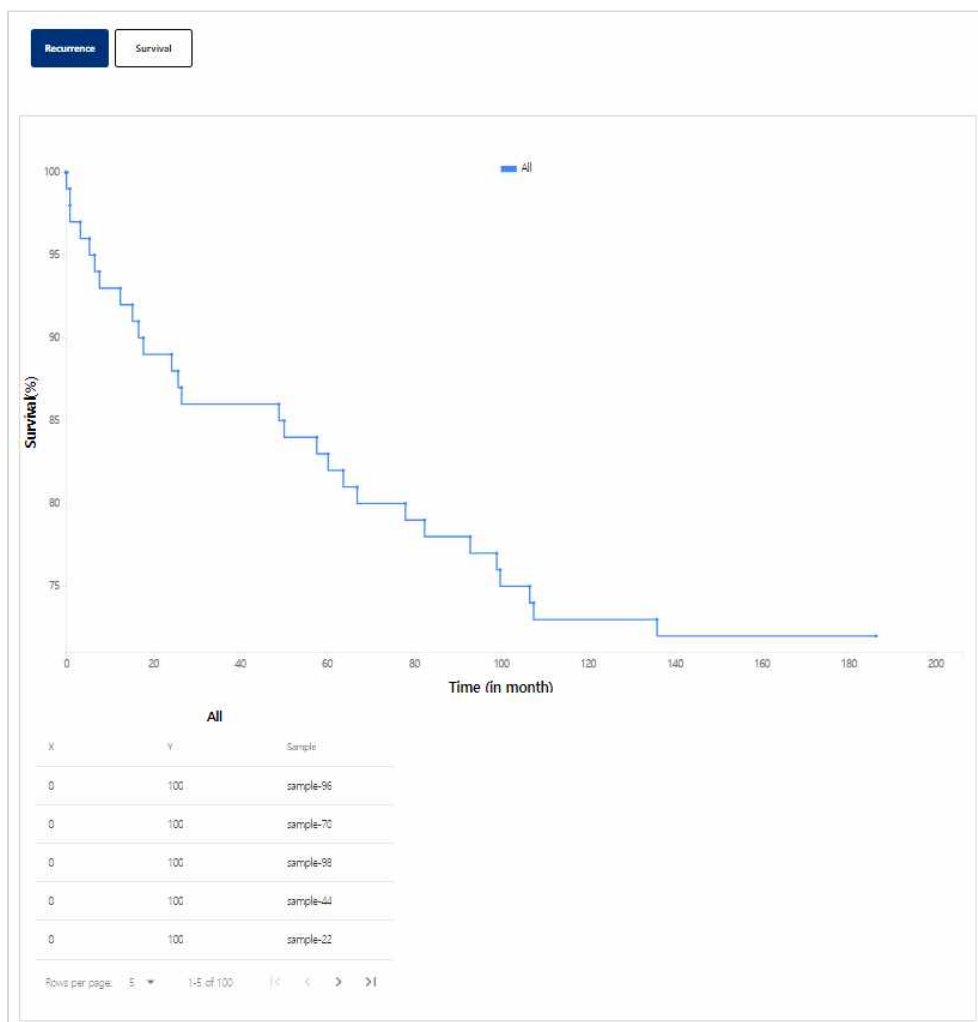 Recurrence Survival
All
100
95
90
85
80
75
Survival(%)
0 20 40 60 80 100 120 140 160 180 200
Time (in month)
All
X Y Sample
0 100 sample-96
0 100 sample-70
0 100 sample-98
0 100 sample-44
0 100 sample-22
Rows per page: 5 1-5 of 100